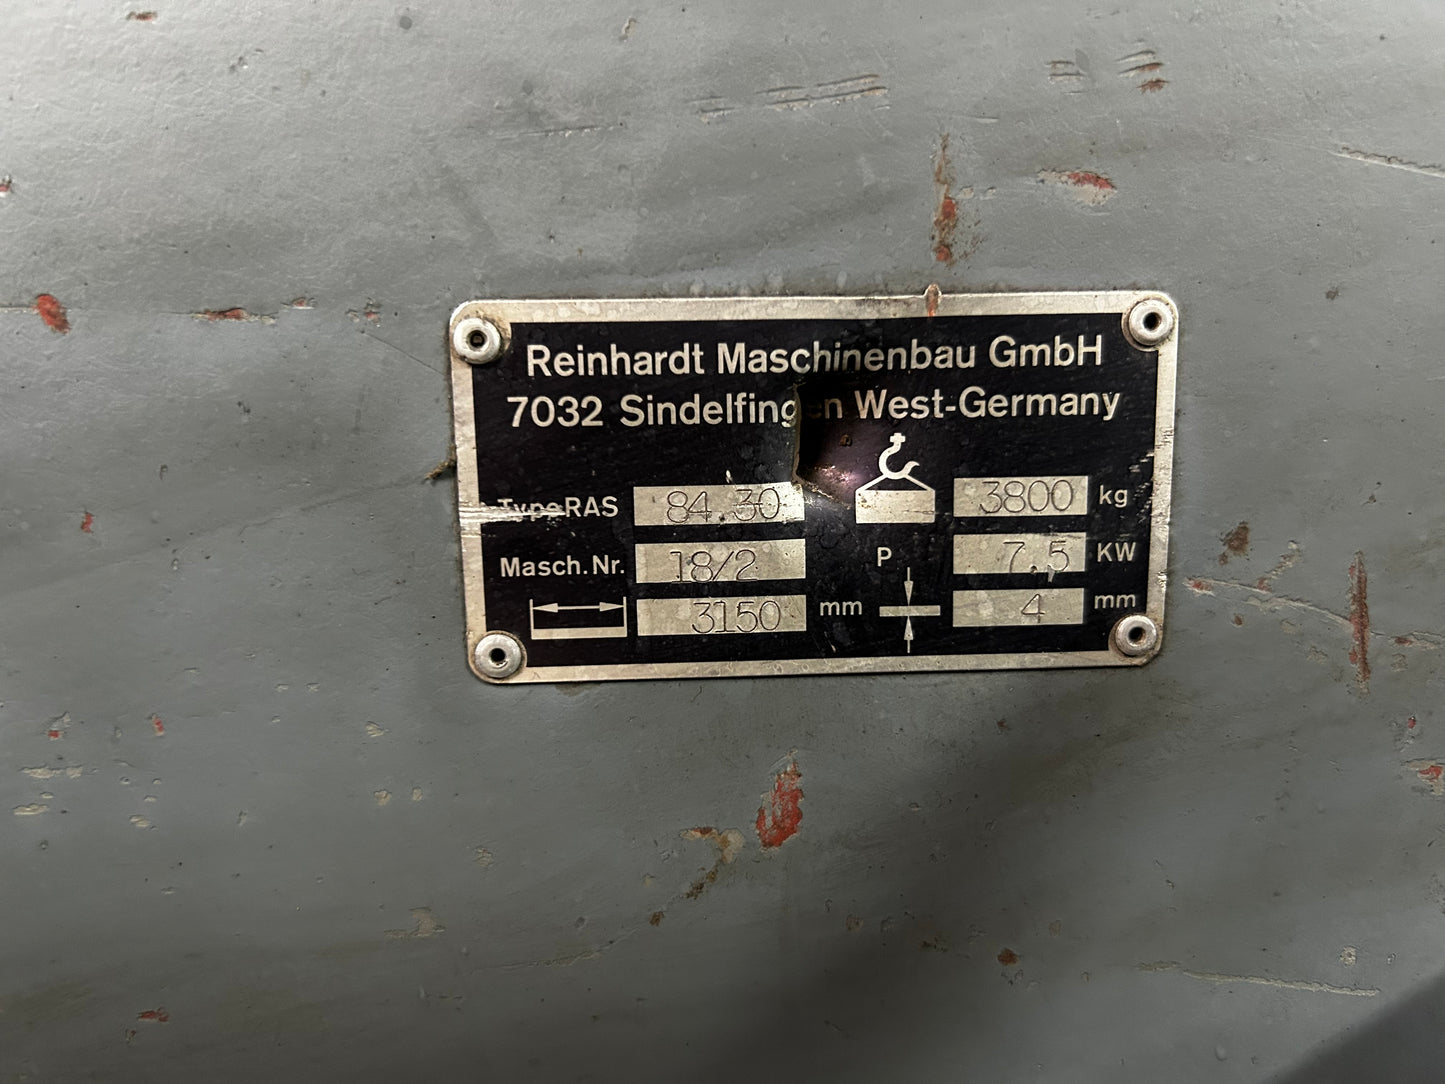 Reinhardt Maschinenbau GmbH
7032 Sindelfingen West-Germany
Type RAS 84.30 3800 kg
Masch.Nr. 18/2 P 7.5 KW
3150 mm 4 mm